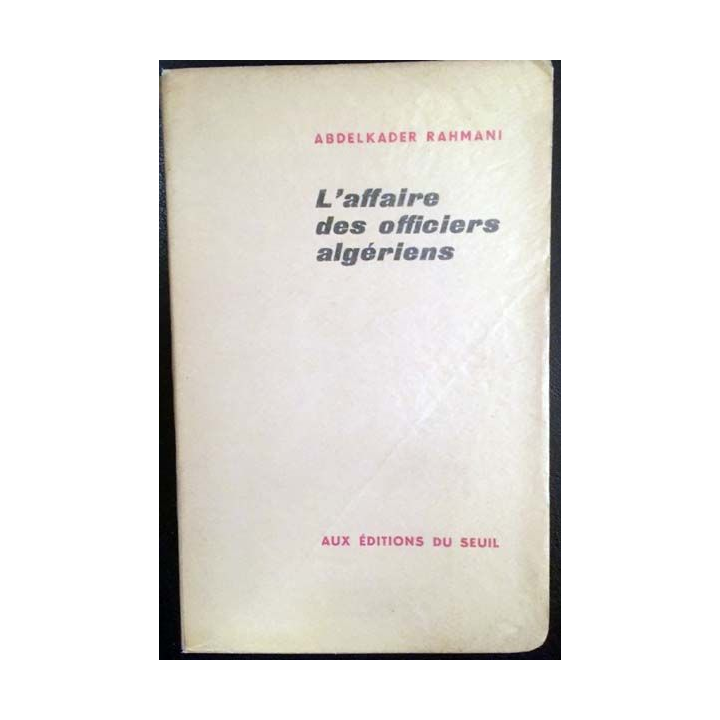 ABDELKADER RAHMANI
L'affaire
des officiers
algériens
AUX ÉDITIONS DU SEUIL